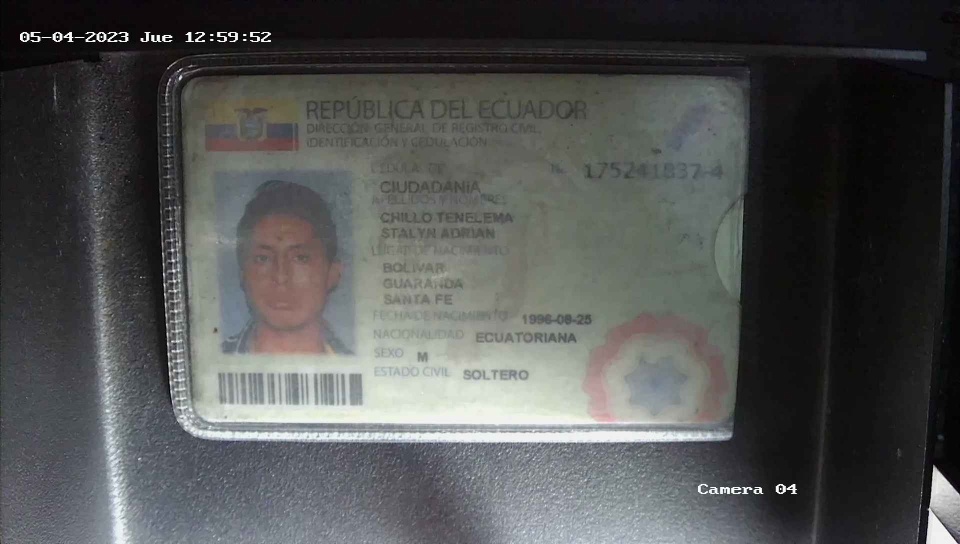 05-04-2023 Jue 12:59:52
REPÚBLICA DEL ECUADOR
DIRECCIÓN GENERAL DE REGISTRO CIVIL,
IDENTIFICACIÓN Y CEDULACIÓN
CÉDULA DE
No. 175241837-4
CIUDADANÍA
APELLIDOS Y NOMBRES
CHILLO TENELEMA
STALYN ADRIAN
LUGAR DE NACIMIENTO
BOLIVAR
GUARANDA
SANTA FE
FECHA DE NACIMIENTO 1996-08-25
NACIONALIDAD ECUATORIANA
SEXO M
ESTADO CIVIL SOLTERO
Camera 04